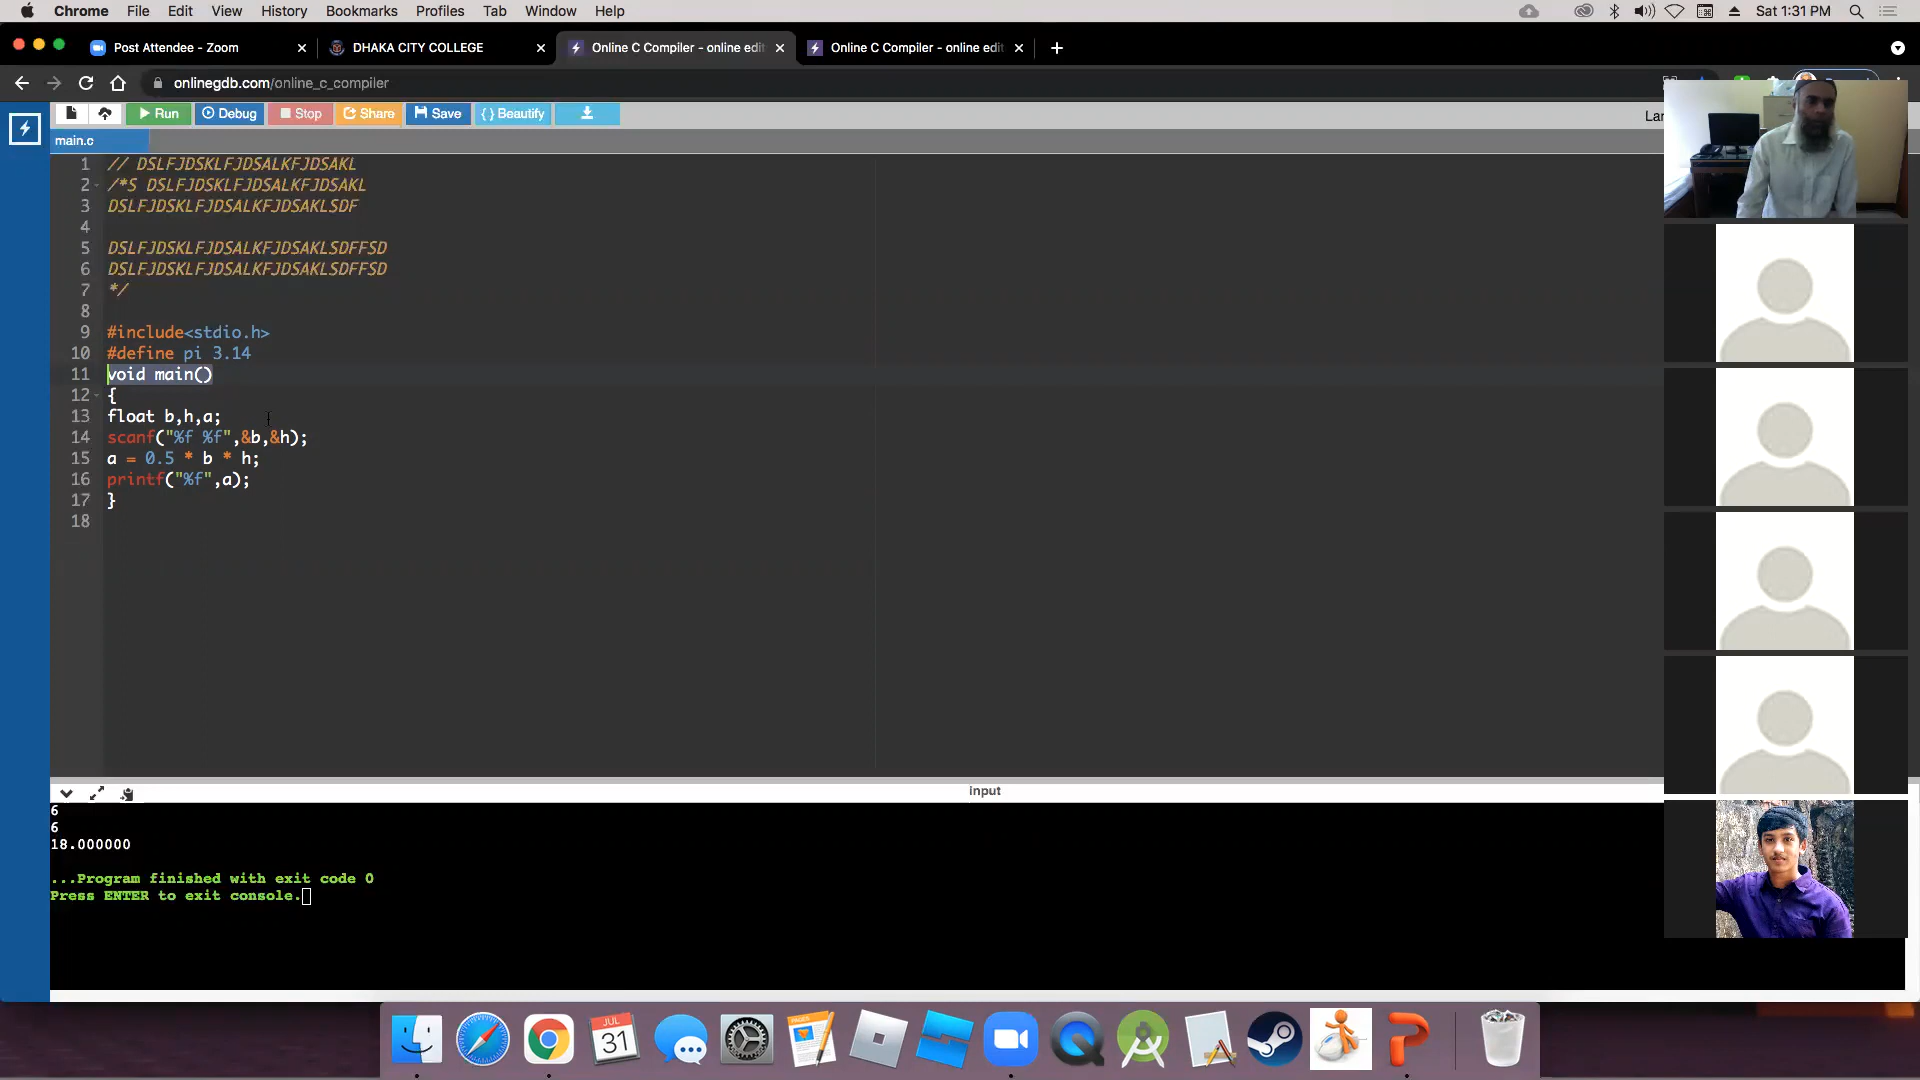 Chrome File Edit View History Bookmarks Profiles Tab Window Help Sat 1:31 PM
Post Attendee - Zoom DHAKA CITY COLLEGE Online C Compiler - online edit Online C Compiler - online edit
onlinegdb.com/online_c_compiler
Run Debug Stop Share Save { } Beautify Lar
main.c
1 // DSLFJDSKLFJDSALKFJDSAKL
2 /*S DSLFJDSKLFJDSALKFJDSAKL
3 DSLFJDSKLFJDSALKFJDSAKLSDF
4
5 DSLFJDSKLFJDSALKFJDSAKLSDFFSD
6 DSLFJDSKLFJDSALKFJDSAKLSDFFSD
7 */
8
9 #include<stdio.h>
10 #define pi 3.14
11 void main()
12 {
13 float b,h,a;
14 scanf("%f %f",&b,&h);
15 a = 0.5 * b * h;
16 printf("%f",a);
17 }
18
input
6
6
18.000000
...Program finished with exit code 0
Press ENTER to exit console.
JUL
31
PAGES